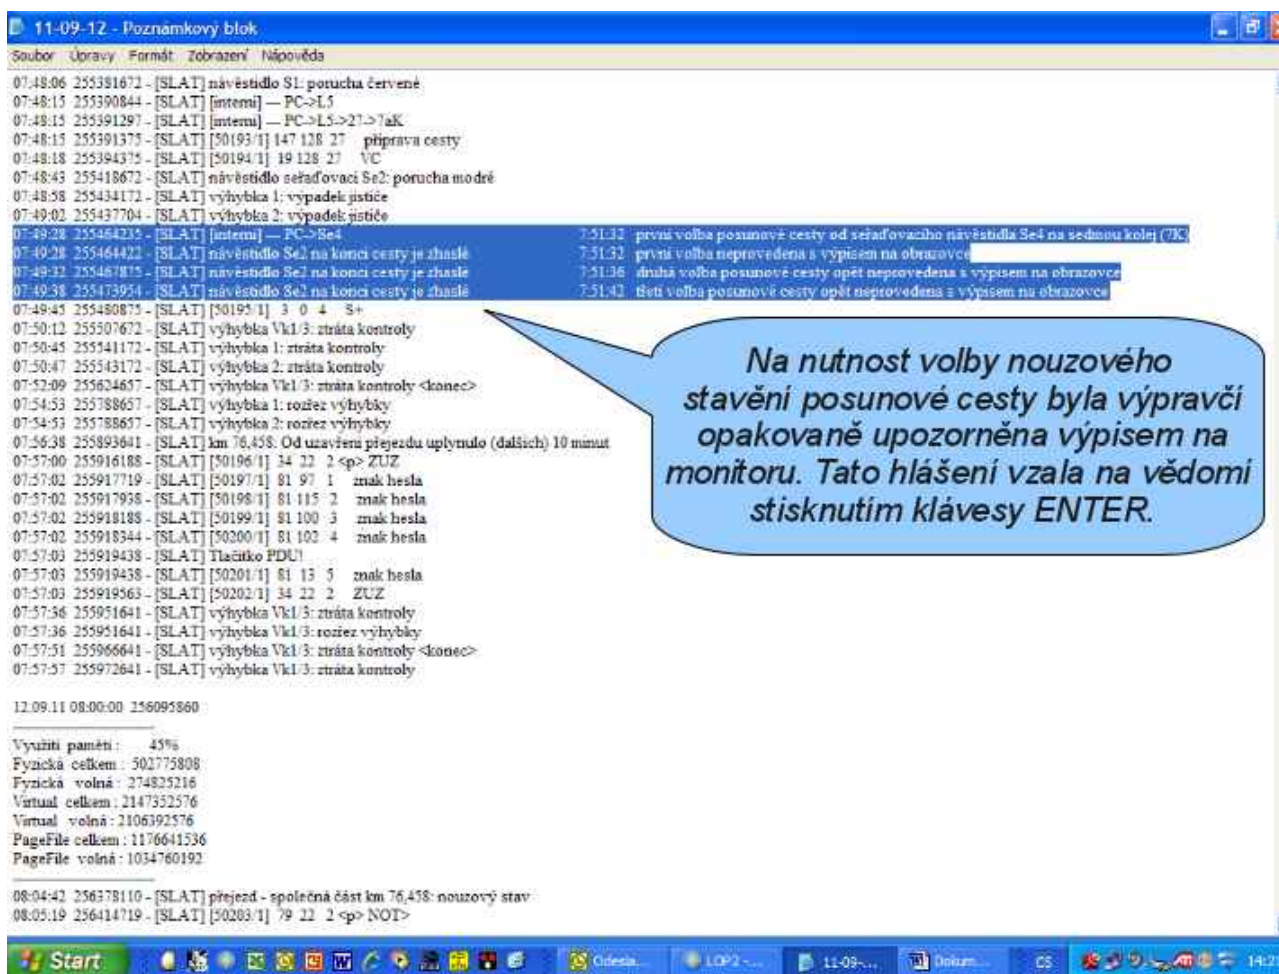 11-09-12 - Poznámkový blok
Soubor Úpravy Formát Zobrazení Nápověda
07:48:06 255381672 - [SLAT] návěstidlo S1: porucha červené
07:48:15 255390844 - [SLAT] [interní] --- PC->L5
07:48:15 255391297 - [SLAT] [interní] --- PC->L5->27->7aK
07:48:15 255391375 - [SLAT] [50193/1] 147 128 27 příprava cesty
07:48:18 255394375 - [SLAT] [50194/1] 19 128 27 VC
07:48:43 255418672 - [SLAT] návěstidlo seřaďovací Se2: porucha modré
07:48:58 255434172 - [SLAT] výhybka 1: výpadek jističe
07:49:02 255437704 - [SLAT] výhybka 2: výpadek jističe
07:49:28 255464235 - [SLAT] [interní] --- PC->Se4 7:51:32 první volba posunové cesty od seřaďovacího návěstidla Se4 na sedmou kolej (7K)
07:49:28 255464422 - [SLAT] návěstidlo Se2 na konci cesty je zhaslé 7:51:32 první volba neprovedena s výpisem na obrazovce
07:49:32 255467875 - [SLAT] návěstidlo Se2 na konci cesty je zhaslé 7:51:36 druhá volba posunové cesty opět neprovedena s výpisem na obrazovce
07:49:38 255473954 - [SLAT] návěstidlo Se2 na konci cesty je zhaslé 7:51:42 třetí volba posunové cesty opět neprovedena s výpisem na obrazovce
07:49:45 255480875 - [SLAT] [50195/1] 3 0 4 S+
07:50:12 255507672 - [SLAT] výhybka Vk1/3: ztráta kontroly
07:50:45 255541172 - [SLAT] výhybka 1: ztráta kontroly
07:50:47 255543172 - [SLAT] výhybka 2: ztráta kontroly
07:52:09 255624657 - [SLAT] výhybka Vk1/3: ztráta kontroly <konec>
07:54:53 255788657 - [SLAT] výhybka 1: rozřez výhybky
07:54:53 255788657 - [SLAT] výhybka 2: rozřez výhybky
07:56:38 255893641 - [SLAT] km 76,458: Od uzavření přejezdu uplynulo (dalších) 10 minut
07:57:00 255916188 - [SLAT] [50196/1] 34 22 2 <p> ZUZ
07:57:02 255917719 - [SLAT] [50197/1] 81 97 1 znak hesla
07:57:02 255917938 - [SLAT] [50198/1] 81 115 2 znak hesla
07:57:02 255918188 - [SLAT] [50199/1] 81 100 3 znak hesla
07:57:02 255918344 - [SLAT] [50200/1] 81 102 4 znak hesla
07:57:03 255919438 - [SLAT] Tlačítko PDU!
07:57:03 255919438 - [SLAT] [50201/1] 81 13 5 znak hesla
07:57:03 255919563 - [SLAT] [50202/1] 34 22 2 ZUZ
07:57:36 255951641 - [SLAT] výhybka Vk1/3: ztráta kontroly
07:57:36 255951641 - [SLAT] výhybka Vk1/3: rozřez výhybky
07:57:51 255966641 - [SLAT] výhybka Vk1/3: ztráta kontroly <konec>
07:57:57 255972641 - [SLAT] výhybka Vk1/3: ztráta kontroly
Na nutnost volby nouzového
stavění posunové cesty byla výpravčí
opakovaně upozorněna výpisem na
monitoru. Tato hlášení vzala na vědomí
stisknutím klávesy ENTER.
12.09.11 08:00:00 256095860
Využití paměti : 45%
Fyzická celkem : 502775808
Fyzická volná : 274825216
Virtual celkem : 2147352576
Virtual volná : 2106392576
PageFile celkem : 1176641536
PageFile volná : 1034760192
08:04:42 256378110 - [SLAT] přejezd - společná část km 76,458: nouzový stav
08:05:19 256414719 - [SLAT] [50203/1] 79 22 2 <p> NOT>
Start Odesla... LOP2 -... 11-09-... Dokum... CS 14:2